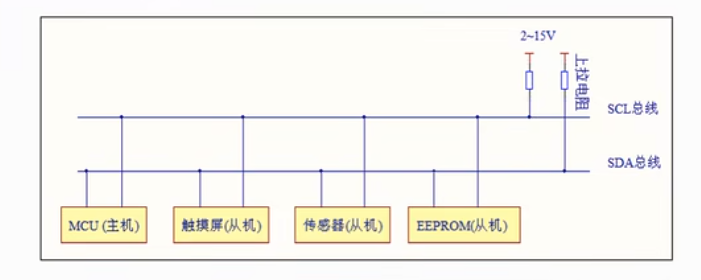 2~15V
上拉电阻
SCL总线
SDA总线
MCU (主机)
触摸屏(从机)
传感器(从机)
EEPROM(从机)